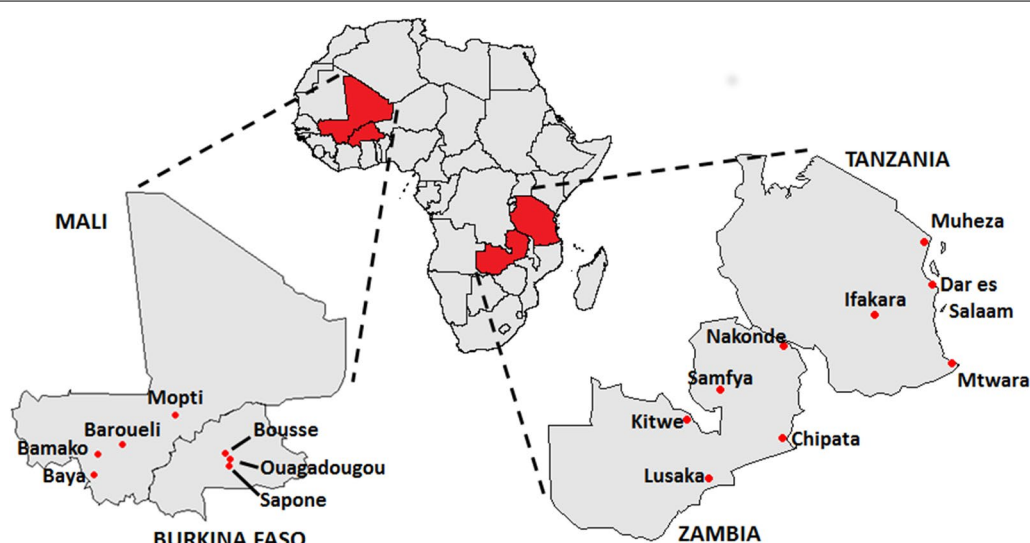 TANZANIA
MALI
Muheza
Dar es
Salaam
Ifakara
Nakonde
Mtwara
Samfya
Mopti
Baroueli
Bousse
Kitwe
Chipata
Bamako
Ouagadougou
Baya
Lusaka
Sapone
ZAMBIA
BURKINA FASO